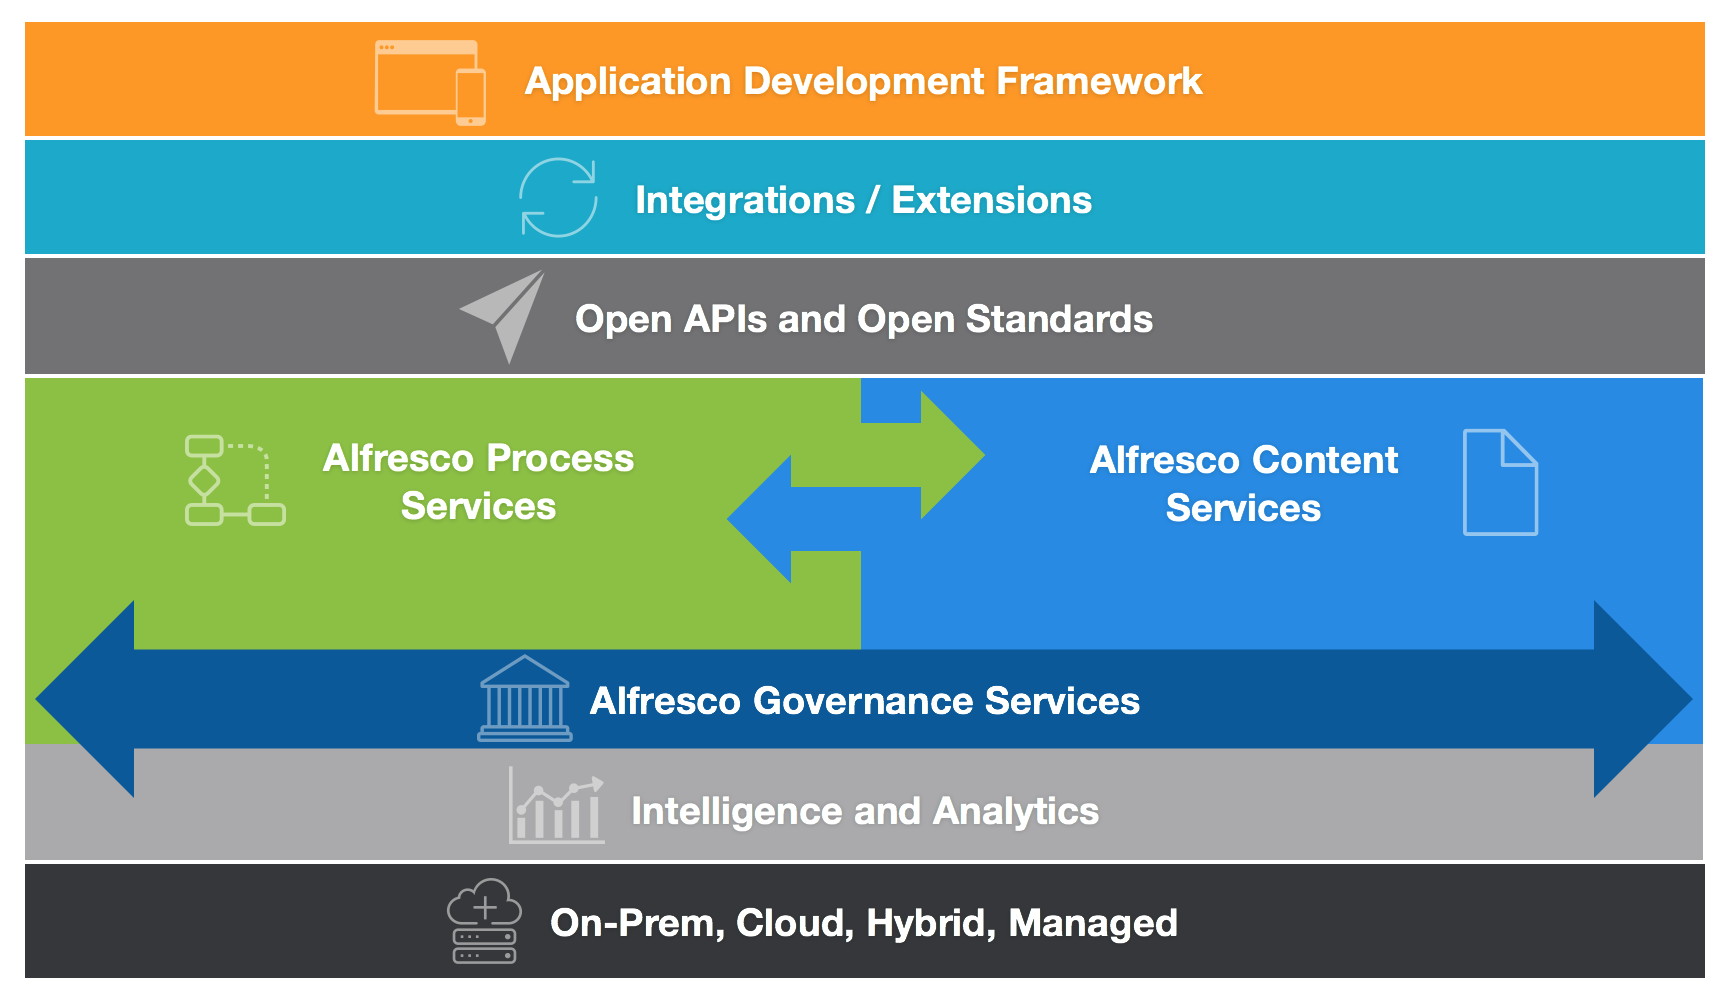 Application Development Framework
Integrations / Extensions
Open APIs and Open Standards
Alfresco Process
Services
Alfresco Content
Services
Alfresco Governance Services
Intelligence and Analytics
On-Prem, Cloud, Hybrid, Managed